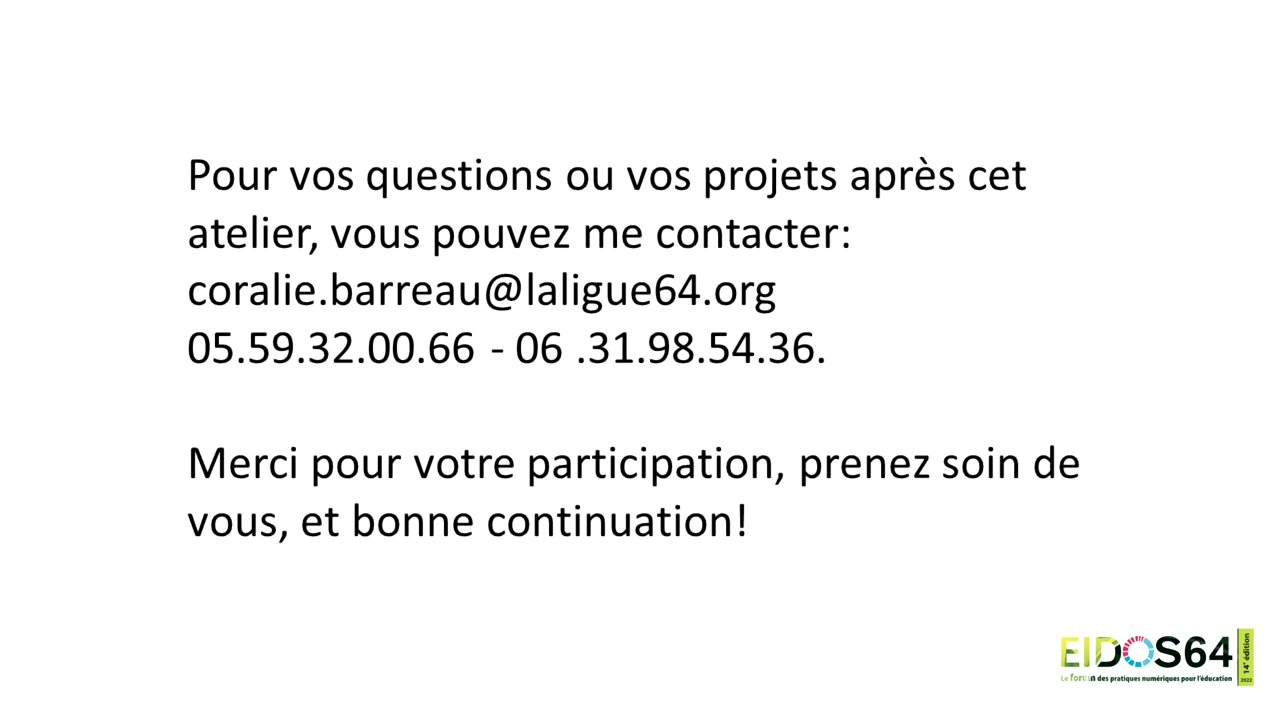 Pour vos questions ou vos projets après cet
atelier, vous pouvez me contacter:
coralie.barreau@laligue64.org
05.59.32.00.66 - 06 .31.98.54.36.
Merci pour votre participation, prenez soin de
vous, et bonne continuation!
EIDOS64
Le forum des pratiques numériques pour l'éducation
14e édition
2022